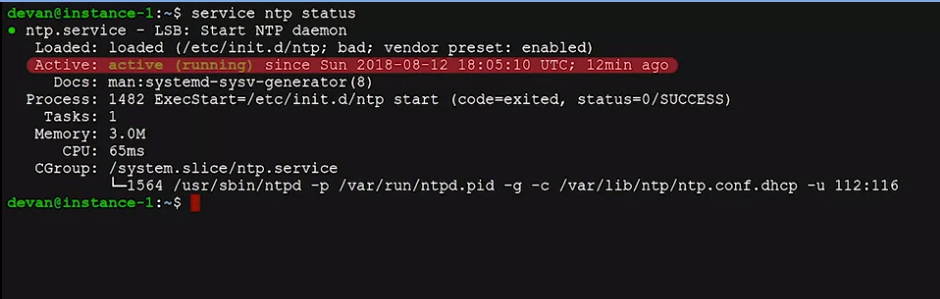 devan@instance-1:~$ service ntp status
● ntp.service - LSB: Start NTP daemon
Loaded: loaded (/etc/init.d/ntp; bad; vendor preset: enabled)
Active: active (running) since Sun 2018-08-12 18:05:10 UTC; 12min ago
Docs: man:systemd-sysv-generator(8)
Process: 1482 ExecStart=/etc/init.d/ntp start (code=exited, status=0/SUCCESS)
Tasks: 1
Memory: 3.0M
CPU: 65ms
CGroup: /system.slice/ntp.service
└─1564 /usr/sbin/ntpd -p /var/run/ntpd.pid -g -c /var/lib/ntp/ntp.conf.dhcp -u 112:116
devan@instance-1:~$